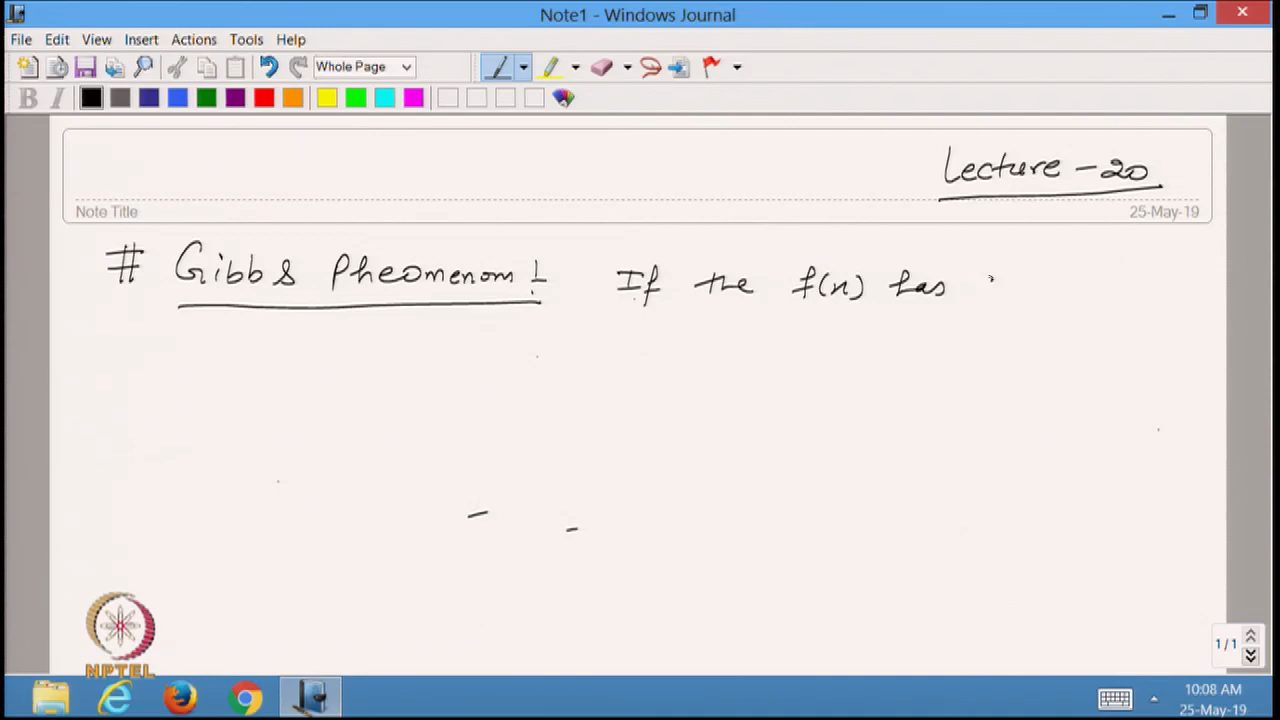 Note1 - Windows Journal
File Edit View Insert Actions Tools Help
Whole Page
B I
Lecture - 20
Note Title
25-May-19
# Gibbs Pheomenom :- If the f(x) has
1 / 1
NPTEL
10:08 AM
25-May-19